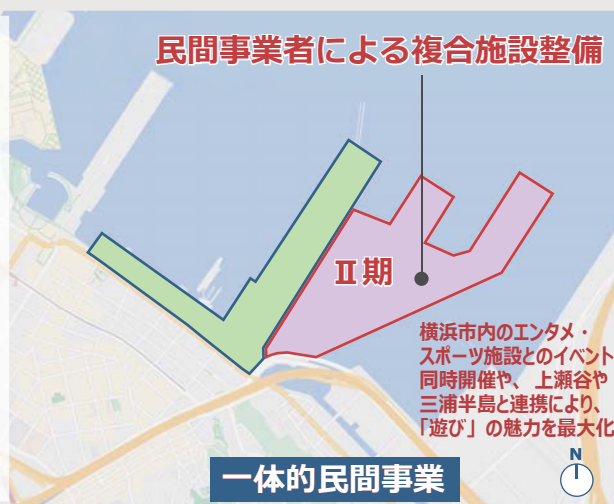 民間事業者による複合施設整備
Ⅱ期
横浜市内のエンタメ・
スポーツ施設とのイベント
同時開催や、上瀬谷や
三浦半島と連携により、
「遊び」の魅力を最大化
N
一体的民間事業